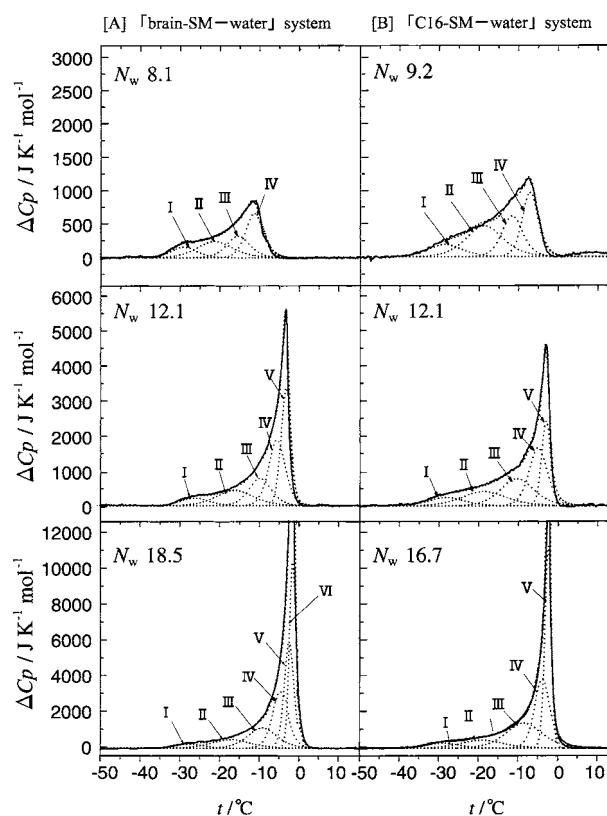 [A] 「brain-SM－water」 system
[B] 「C16-SM－water」 system
3000
2500
2000
1500
1000
500
0
ΔCp / J K⁻¹ mol⁻¹
Nw 8.1
I
II
III
IV
Nw 9.2
I
II
III
IV
6000
5000
4000
3000
2000
1000
0
ΔCp / J K⁻¹ mol⁻¹
Nw 12.1
I
II
III
IV
V
Nw 12.1
I
II
III
IV
V
12000
10000
8000
6000
4000
2000
0
ΔCp / J K⁻¹ mol⁻¹
Nw 18.5
I
II
III
IV
V
VI
Nw 16.7
I
II
III
IV
V
-50 -40 -30 -20 -10 0 10
-40 -30 -20 -10 0 10
t /℃
t /℃